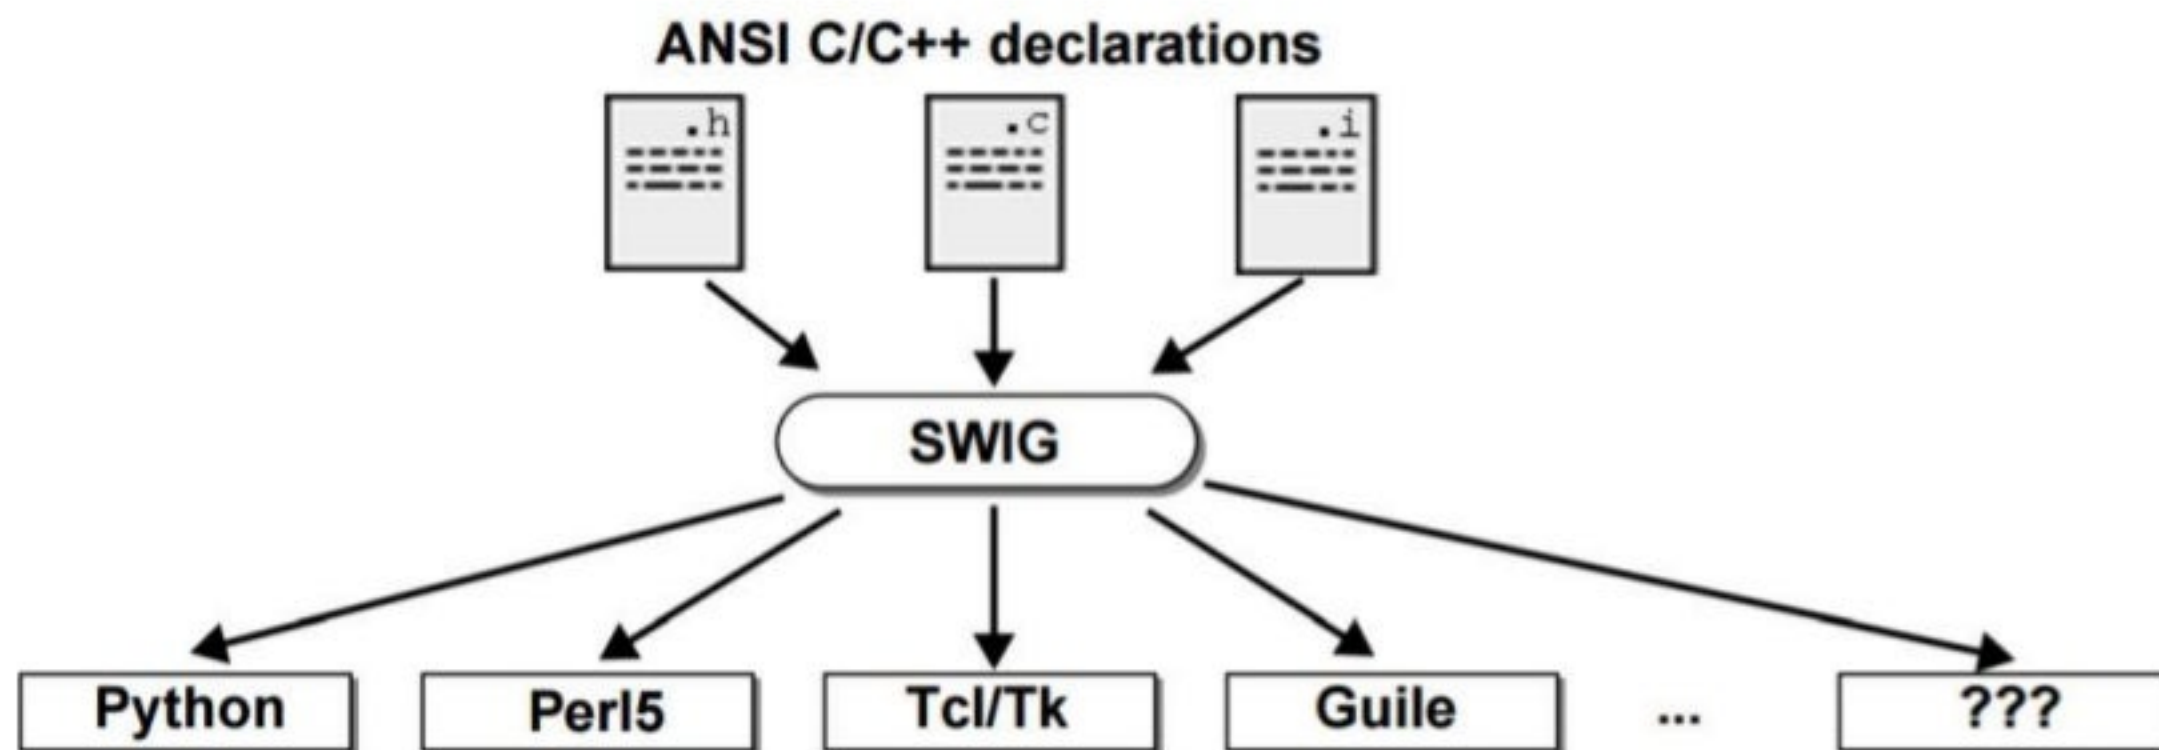 ANSI C/C++ declarations
.h .c .i
SWIG
Python Perl5 Tcl/Tk Guile ... ???